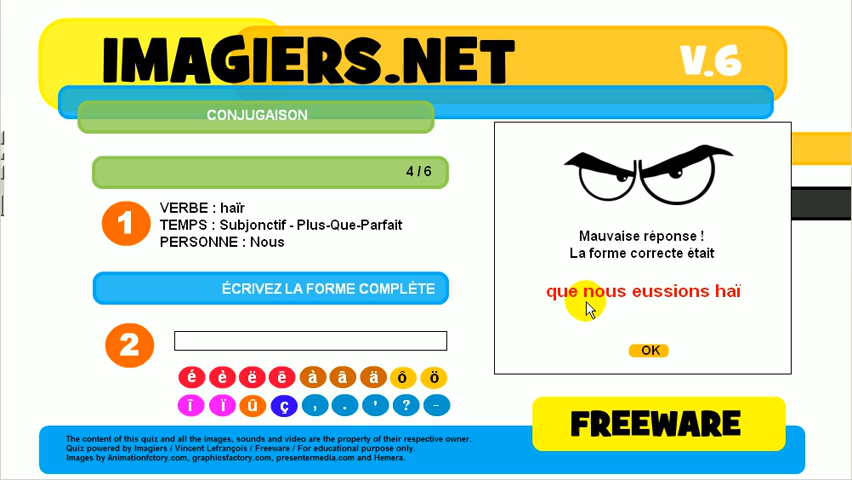 IMAGIERS.NET
V.6
CONJUGAISON
4 / 6
1
VERBE : haïr
TEMPS : Subjonctif - Plus-Que-Parfait
PERSONNE : Nous
ÉCRIVEZ LA FORME COMPLÈTE
2
é è ë ê à â ä ô ö
î ï û ç , . ' ? -
Mauvaise réponse !
La forme correcte était
que nous eussions haï
OK
FREEWARE
The content of this quiz and all the images, sounds and video are the property of their respective owner.
Quiz powered by Imagiers / Vincent Lefrançois / Freeware / For educational purpose only.
Images by Animationfctory.com, graphicsfactory.com, presentermedia.com and Hemera.